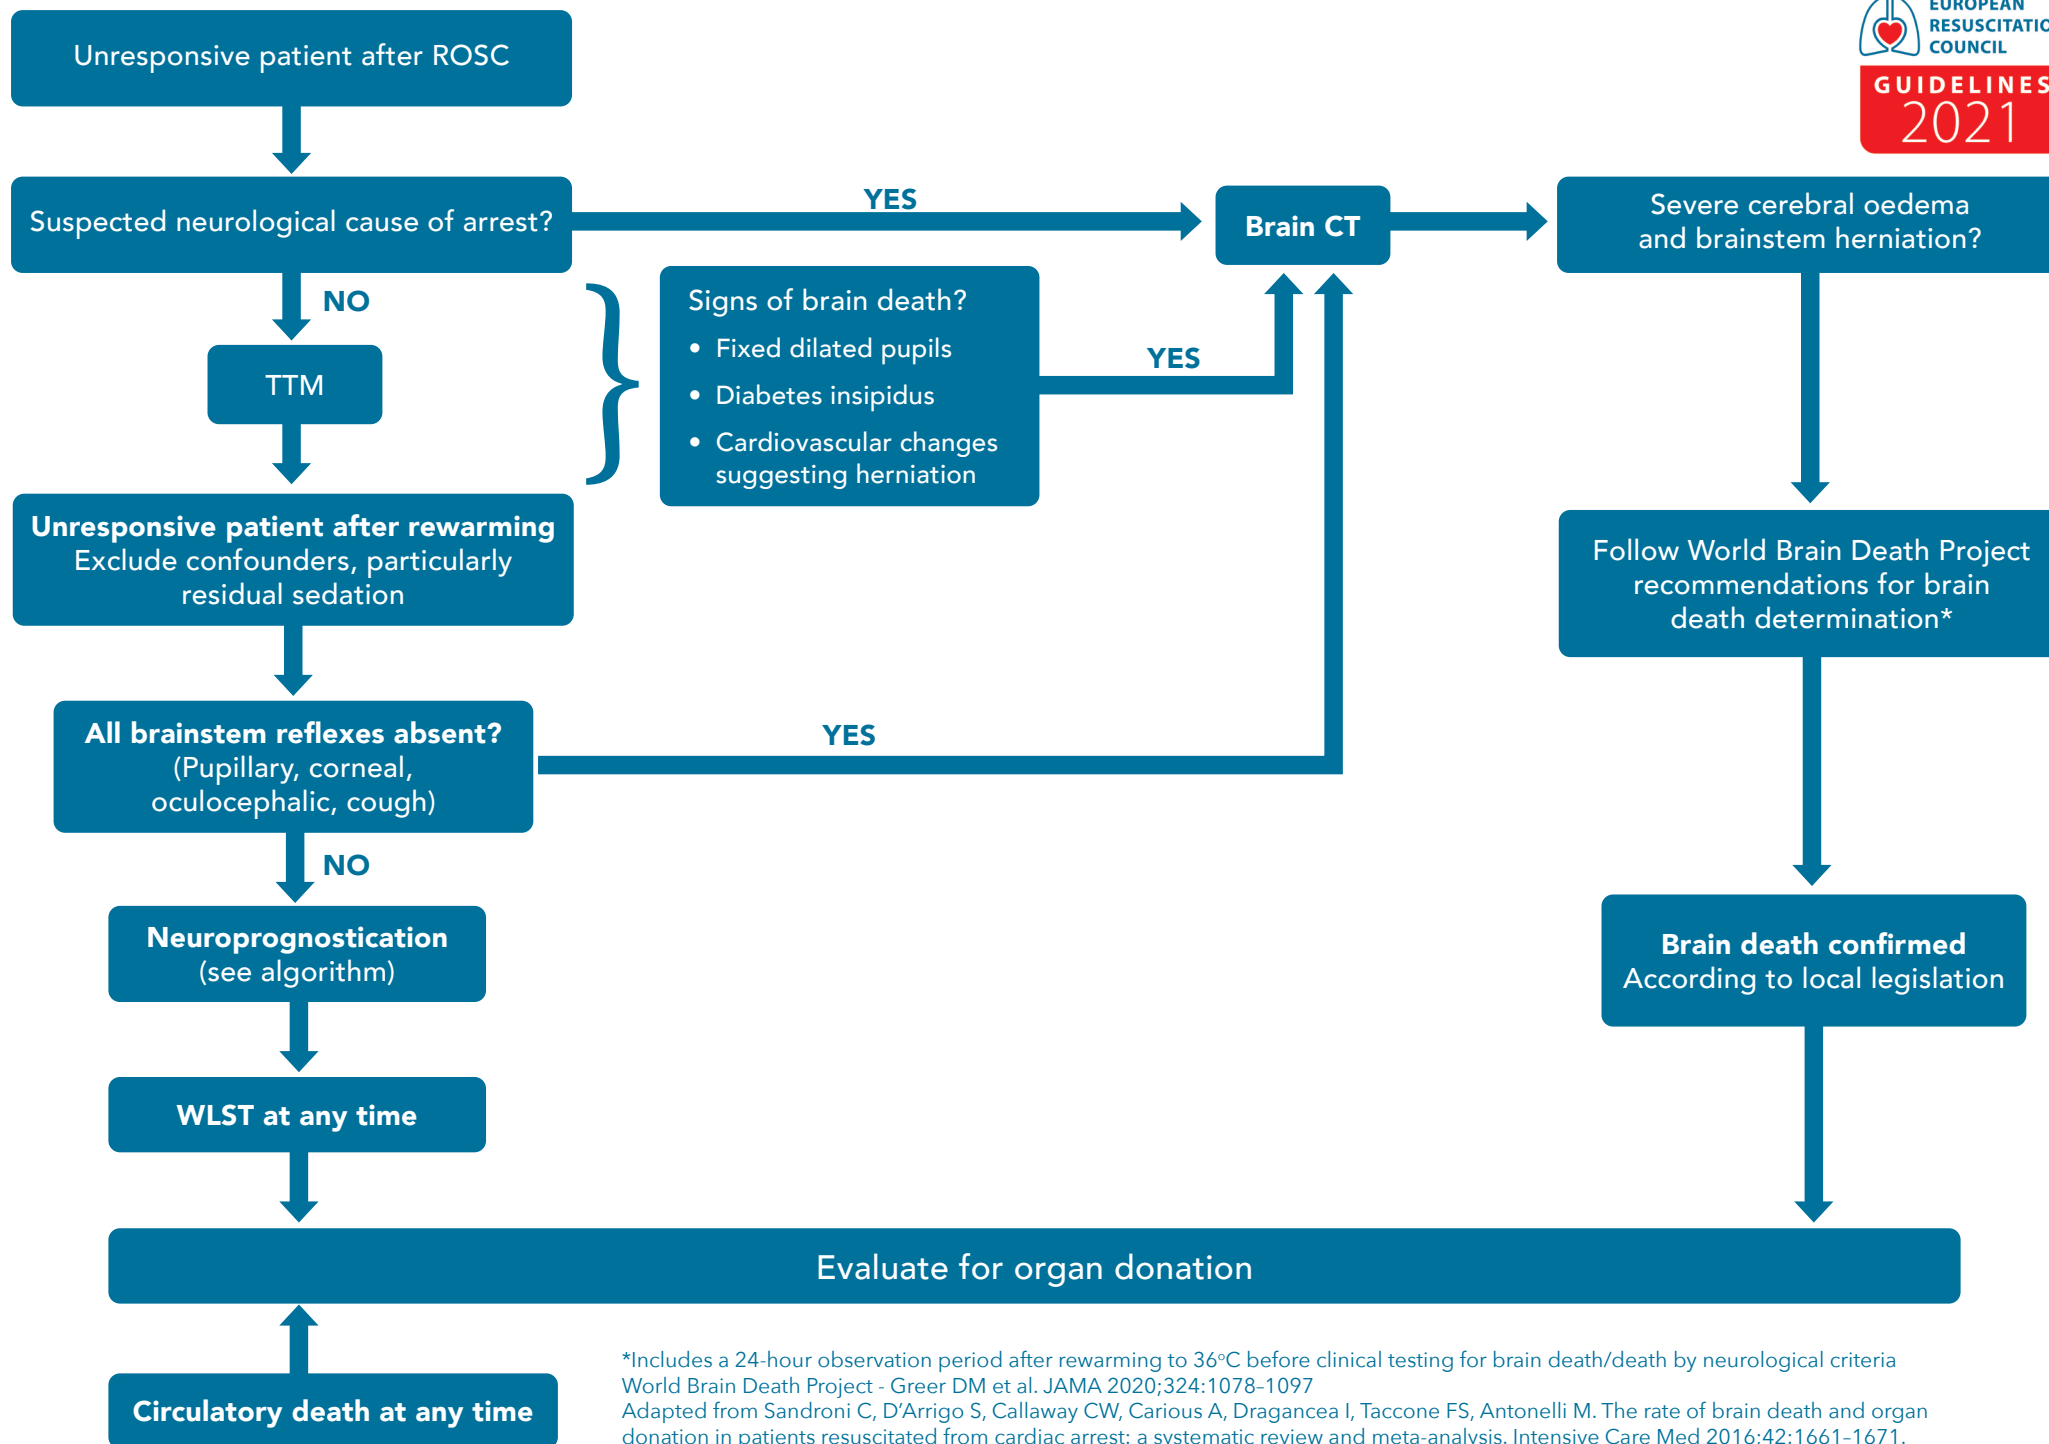 EUROPEAN
COUNCIL
GUIDELINES
2021
Unresponsive patient after ROSC
Suspected neurological cause of arrest?
YES
Brain CT
Severe cerebral oedema
and brainstem herniation?
NO
TTM
Signs of brain death?
• Fixed dilated pupils
• Diabetes insipidus
• Cardiovascular changes
suggesting herniation
YES
Unresponsive patient after rewarming
Exclude confounders, particularly
residual sedation
Follow World Brain Death Project
recommendations for brain
death determination*
All brainstem reflexes absent?
(Pupillary, corneal,
oculocephalic, cough)
YES
NO
Neuroprognostication
(see algorithm)
Brain death confirmed
According to local legislation
WLST at any time
Evaluate for organ donation
Circulatory death at any time
*Includes a 24-hour observation period after rewarming to 36ºC before clinical testing for brain death/death by neurological criteria
World Brain Death Project - Greer DM et al. JAMA 2020;324:1078–1097
Adapted from Sandroni C, D'Arrigo S, Callaway CW, Carious A, Dragancea I, Taccone FS, Antonelli M. The rate of brain death and organ
donation in patients resuscitated from cardiac arrest: a systematic review and meta-analysis. Intensive Care Med 2016;42:1661–1671.